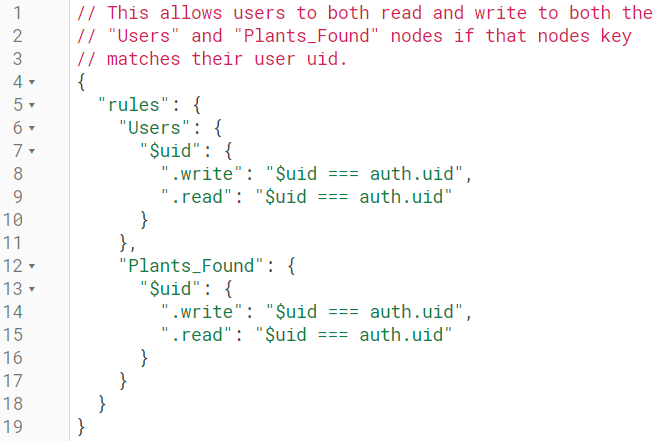 1 // This allows users to both read and write to both the
2 // "Users" and "Plants_Found" nodes if that nodes key
3 // matches their user uid.
4 {
5 "rules": {
6 "Users": {
7 "$uid": {
8 ".write": "$uid === auth.uid",
9 ".read": "$uid === auth.uid"
10 }
11 },
12 "Plants_Found": {
13 "$uid": {
14 ".write": "$uid === auth.uid",
15 ".read": "$uid === auth.uid"
16 }
17 }
18 }
19 }